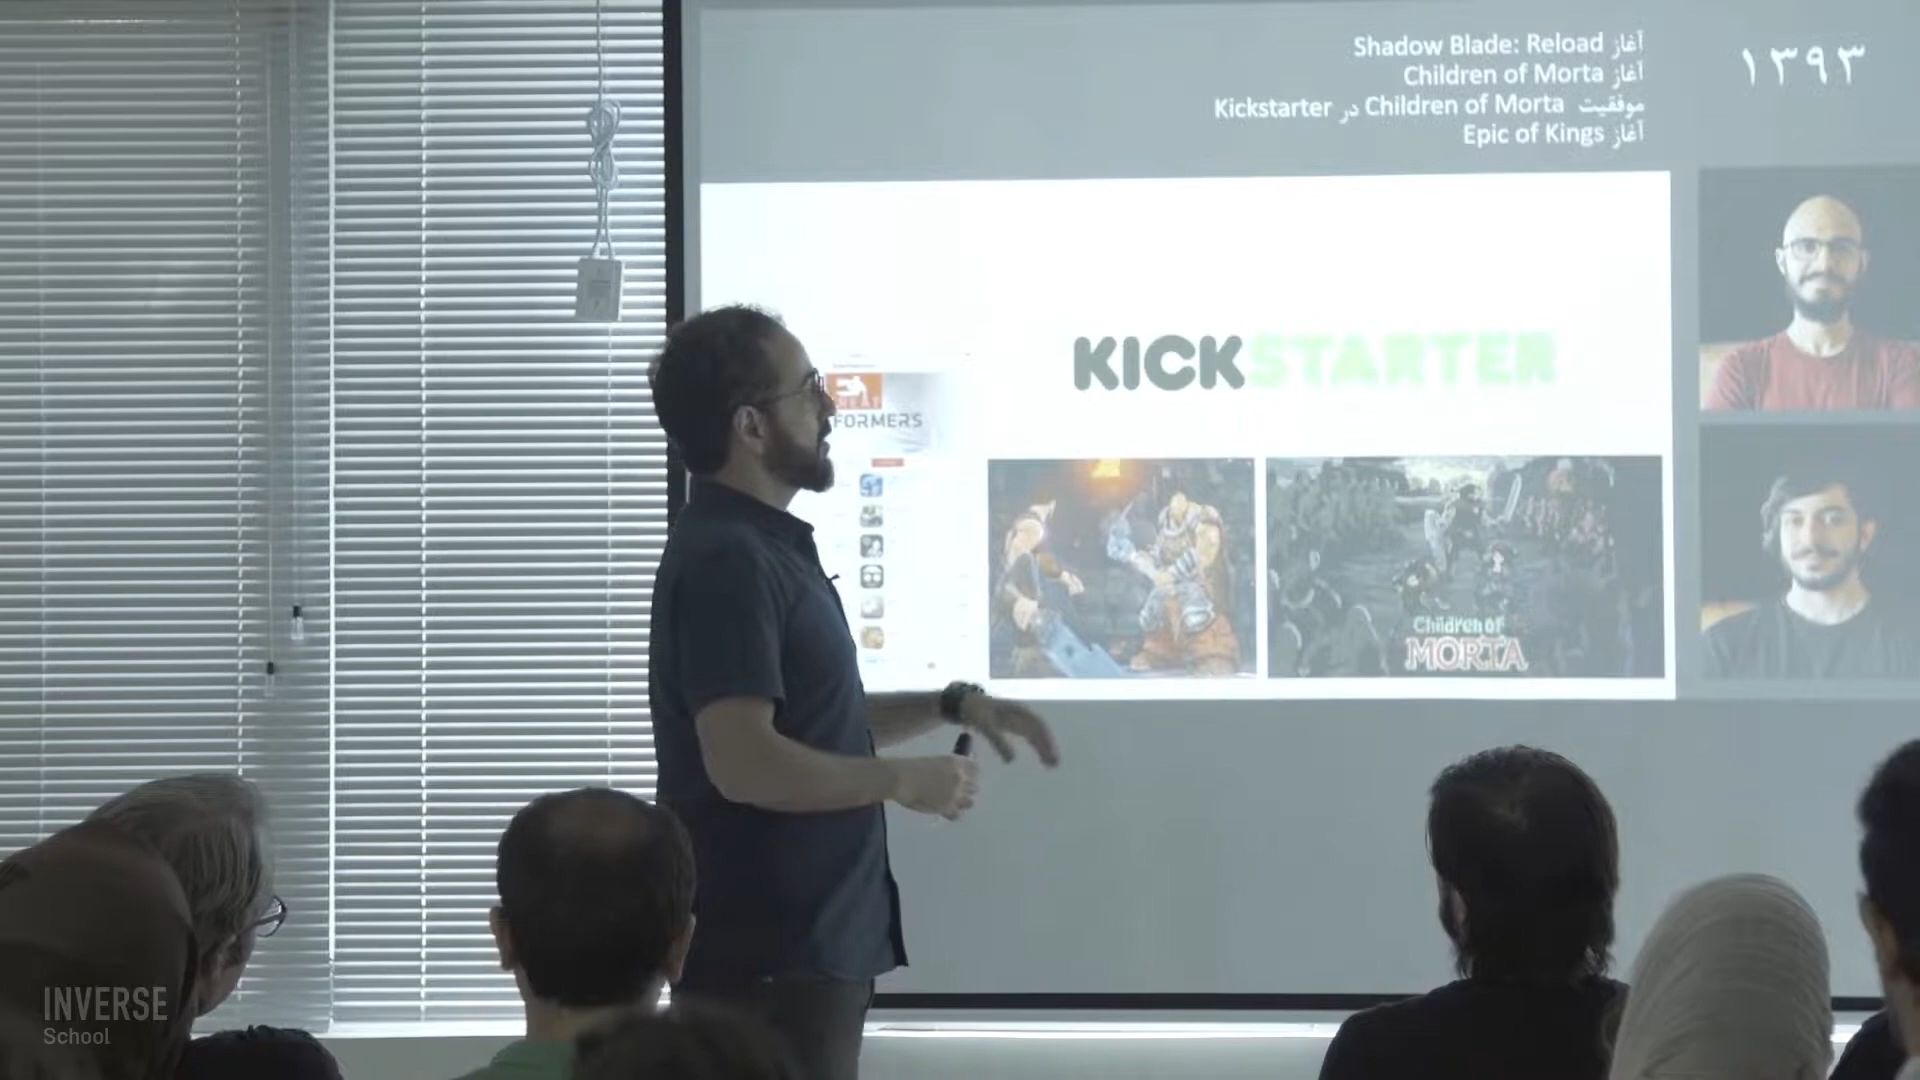 ۱۳۹۳
آغاز Shadow Blade: Reload
آغاز Children of Morta
موفقیت Children of Morta در Kickstarter
آغاز Epic of Kings
KICKSTARTER
FORMERS
Children of
MORTA
INVERSE
School